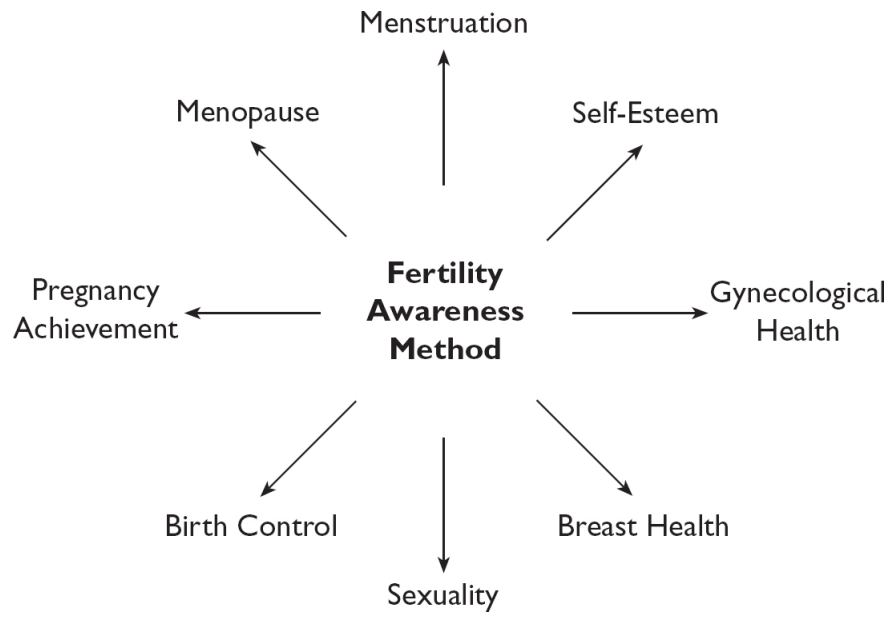 Menstruation
Menopause
Self-Esteem
Fertility
Awareness
Method
Pregnancy
Achievement
Gynecological
Health
Birth Control
Breast Health
Sexuality